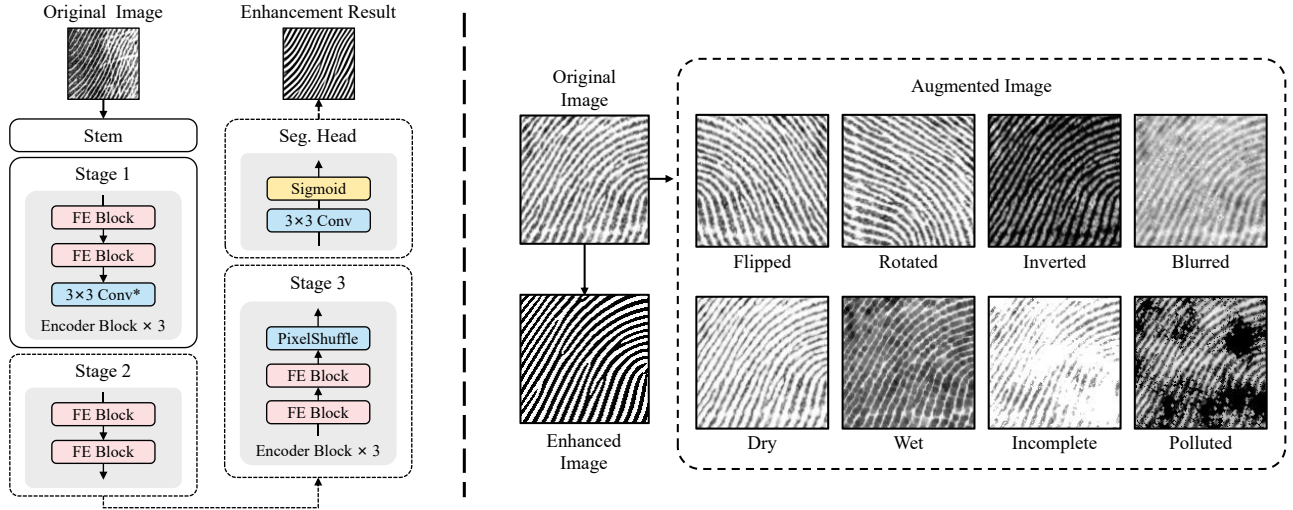 Original Image
Stem
Stage 1
FE Block
FE Block
3×3 Conv*
Encoder Block × 3
Stage 2
FE Block
FE Block
Enhancement Result
Seg. Head
Sigmoid
3×3 Conv
Stage 3
PixelShuffle
FE Block
FE Block
Encoder Block × 3
Original
Image
Enhanced
Image
Augmented Image
Flipped
Rotated
Inverted
Blurred
Dry
Wet
Incomplete
Polluted